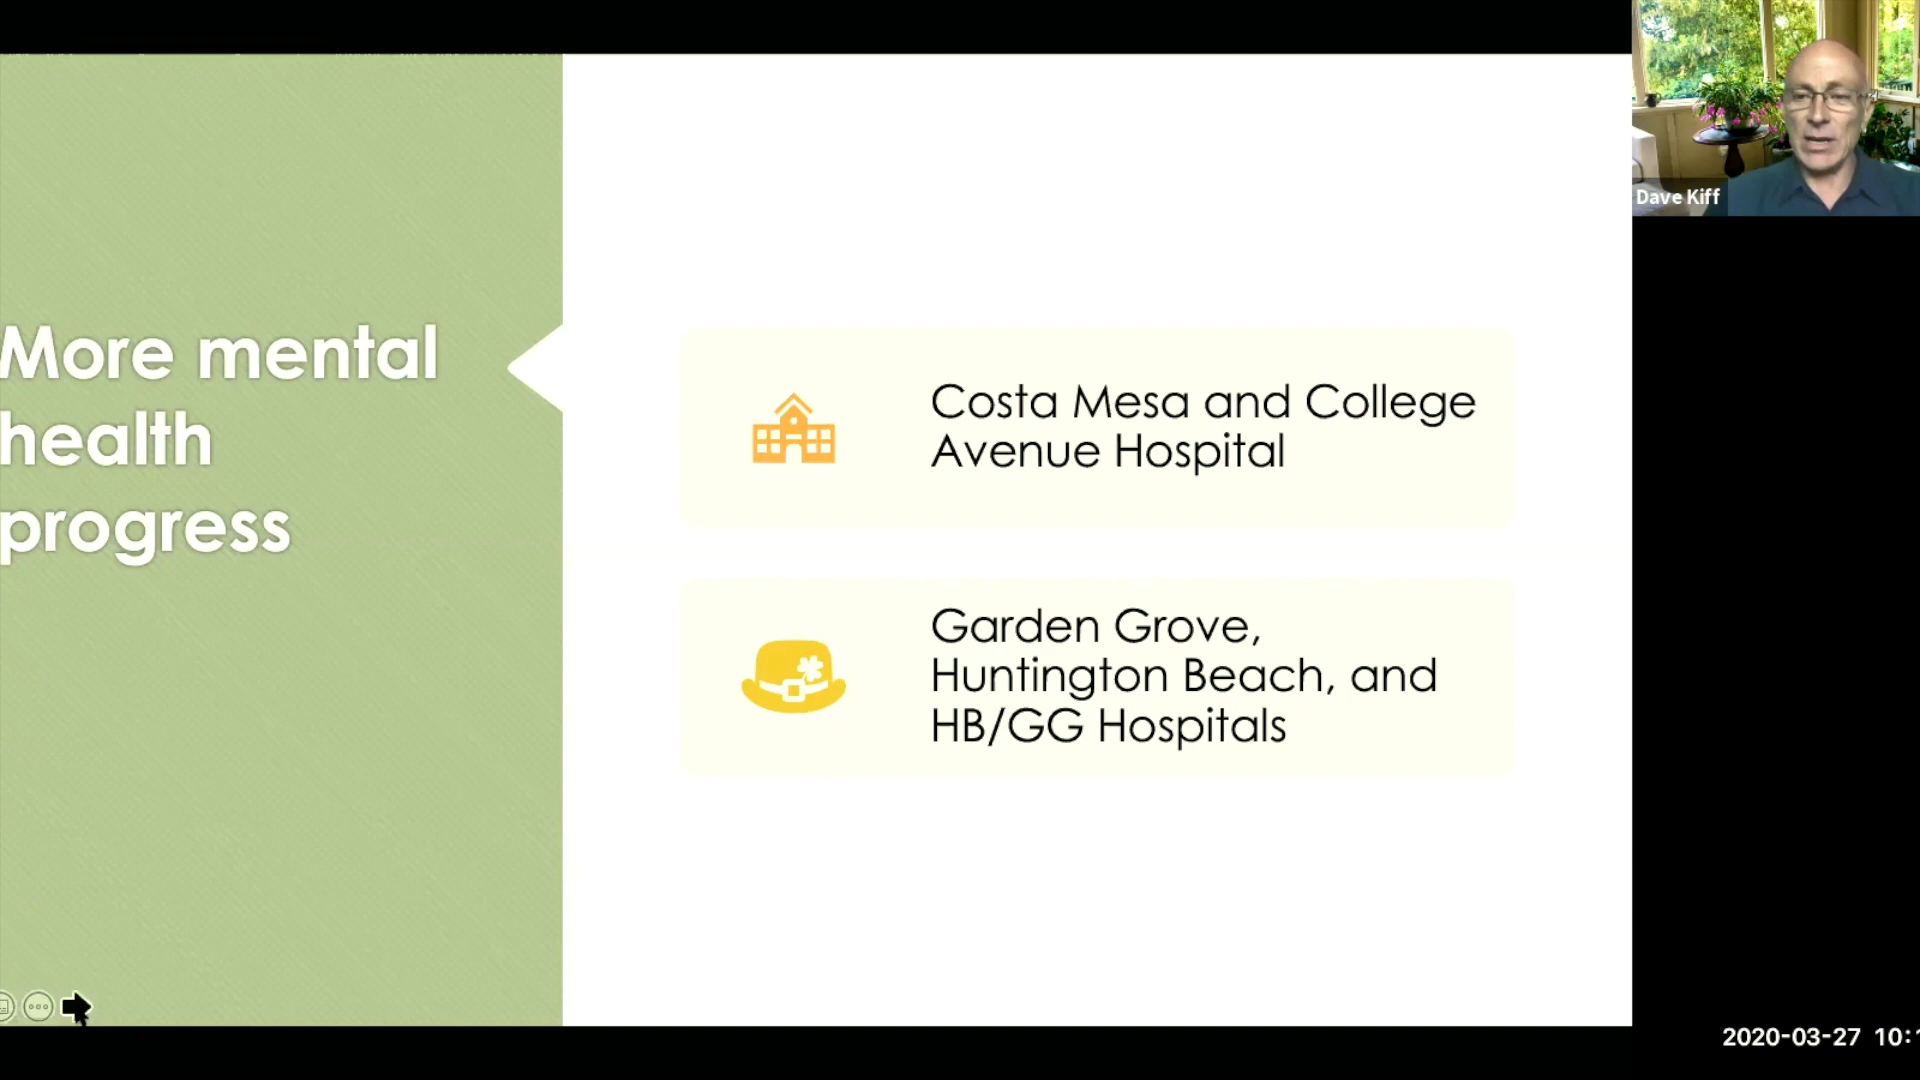 More mental
health
progress
Costa Mesa and College
Avenue Hospital
Garden Grove,
Huntington Beach, and
HB/GG Hospitals
Dave Kiff
2020-03-27 10: